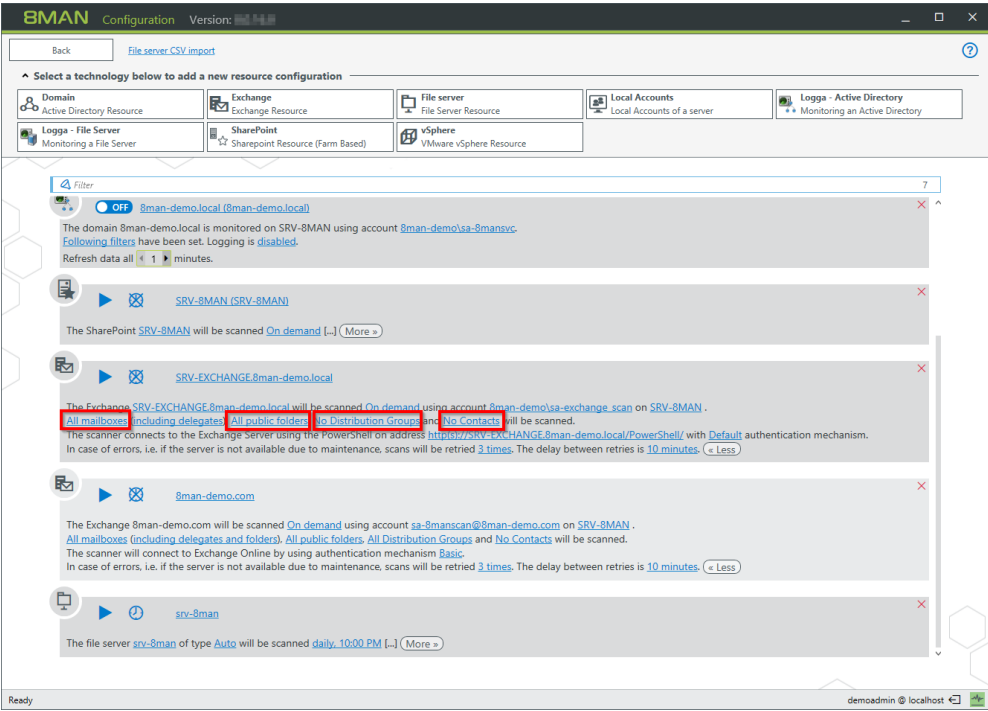 8MAN Configuration Version:
Back File server CSV import
Select a technology below to add a new resource configuration
Domain
Active Directory Resource
Exchange
Exchange Resource
File server
File Server Resource
Local Accounts
Local Accounts of a server
Logga - Active Directory
Monitoring an Active Directory
Logga - File Server
Monitoring a File Server
SharePoint
Sharepoint Resource (Farm Based)
vSphere
VMware vSphere Resource
Filter 7
OFF 8man-demo.local (8man-demo.local)
The domain 8man-demo.local is monitored on SRV-8MAN using account 8man-demo\sa-8mansvc.
Following filters have been set. Logging is disabled.
Refresh data all 1 minutes.
SRV-8MAN (SRV-8MAN)
The SharePoint SRV-8MAN will be scanned On demand [...] More »
SRV-EXCHANGE.8man-demo.local
The Exchange SRV-EXCHANGE.8man-demo.local will be scanned On demand using account 8man-demo\sa-exchange scan on SRV-8MAN .
All mailboxes (including delegates) All public folders No Distribution Groups and No Contacts will be scanned.
The scanner connects to the Exchange Server using the PowerShell on address http(s)://SRV-EXCHANGE.8man-demo.local/PowerShell/ with Default authentication mechanism.
In case of errors, i.e. if the server is not available due to maintenance, scans will be retried 3 times. The delay between retries is 10 minutes. « Less
8man-demo.com
The Exchange 8man-demo.com will be scanned On demand using account sa-8manscan@8man-demo.com on SRV-8MAN .
All mailboxes (including delegates and folders), All public folders, All Distribution Groups and No Contacts will be scanned.
The scanner will connect to Exchange Online by using authentication mechanism Basic.
In case of errors, i.e. if the server is not available due to maintenance, scans will be retried 3 times. The delay between retries is 10 minutes. « Less
srv-8man
The file server srv-8man of type Auto will be scanned daily, 10:00 PM [...] More »
Ready demoadmin @ localhost